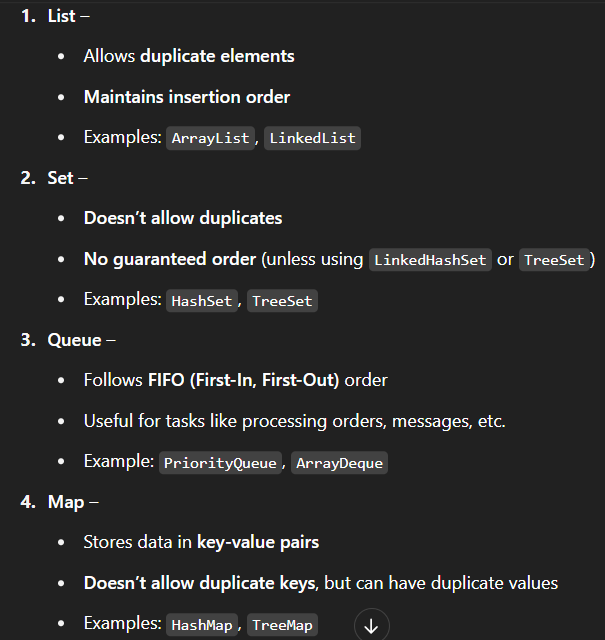 1. List –
• Allows duplicate elements
• Maintains insertion order
• Examples: ArrayList, LinkedList
2. Set –
• Doesn’t allow duplicates
• No guaranteed order (unless using LinkedHashSet or TreeSet)
• Examples: HashSet, TreeSet
3. Queue –
• Follows FIFO (First-In, First-Out) order
• Useful for tasks like processing orders, messages, etc.
• Example: PriorityQueue, ArrayDeque
4. Map –
• Stores data in key-value pairs
• Doesn’t allow duplicate keys, but can have duplicate values
• Examples: HashMap, TreeMap